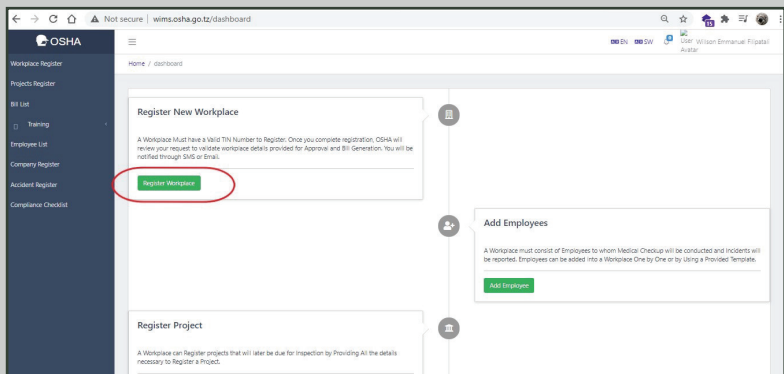 Not secure | wims.osha.go.tz/dashboard
15
OSHA
EN SW User Avatar Wilson Emmanuel Filipatali
Workplace Register
Projects Register
Bill List
Training
Employee List
Company Register
Accident Register
Compliance Checklist
Home / dashboard
Register New Workplace
A Workplace Must have a Valid TIN Number to Register. Once you complete registration, OSHA will
review your request to validate workplace details provided for Approval and Bill Generation. You will be
notified through SMS or Email.
Register Workplace
Add Employees
A Workplace must consist of Employees to whom Medical Checkup will be conducted and Incidents will
be reported. Employees can be added into a Workplace One by One or by Using a Provided Template.
Add Employee
Register Project
A Workplace can Register projects that will later be due for Inspection by Providing All the details
necessary to Register a Project.